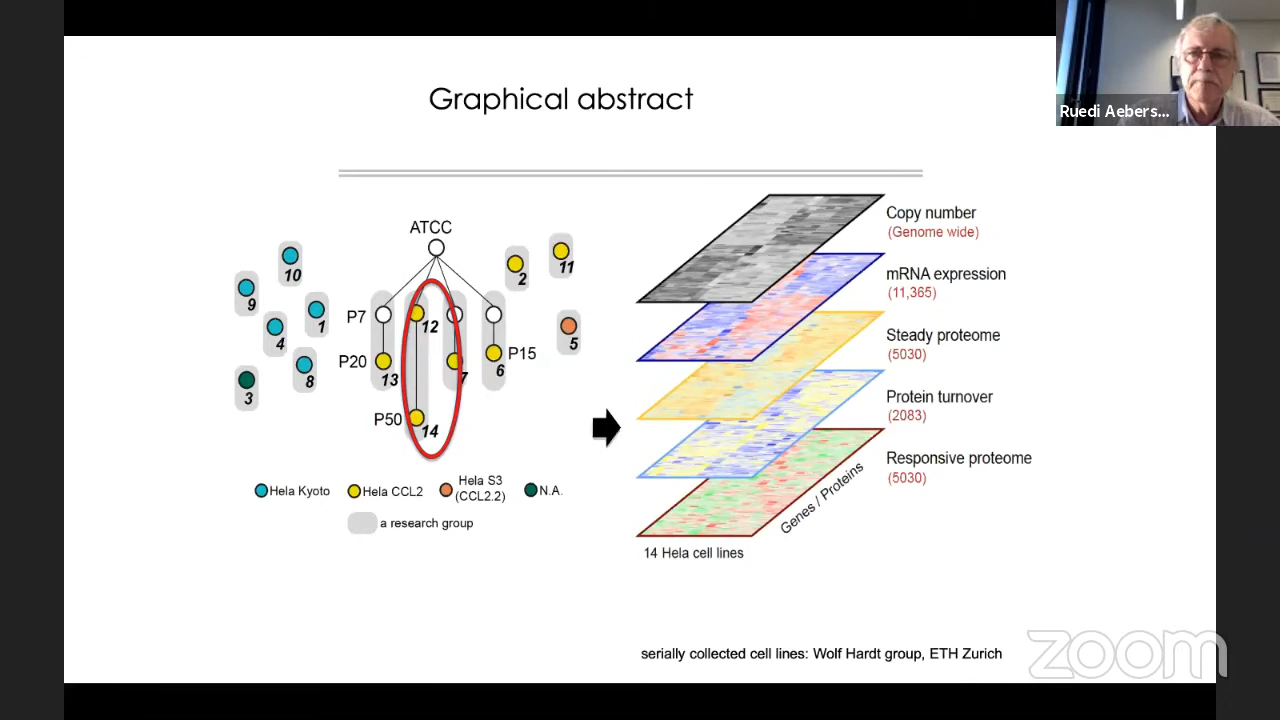 Graphical abstract
Ruedi Aebers...
ATCC
10
9
4
1
8
3
P7
P20
P50
P15
12
13
14
7
6
2
11
5
Hela Kyoto
Hela CCL2
Hela S3
(CCL2.2)
N.A.
a research group
Copy number
(Genome wide)
mRNA expression
(11,365)
Steady proteome
(5030)
Protein turnover
(2083)
Responsive proteome
(5030)
Genes / Proteins
14 Hela cell lines
serially collected cell lines: Wolf Hardt group, ETH Zurich
zoom